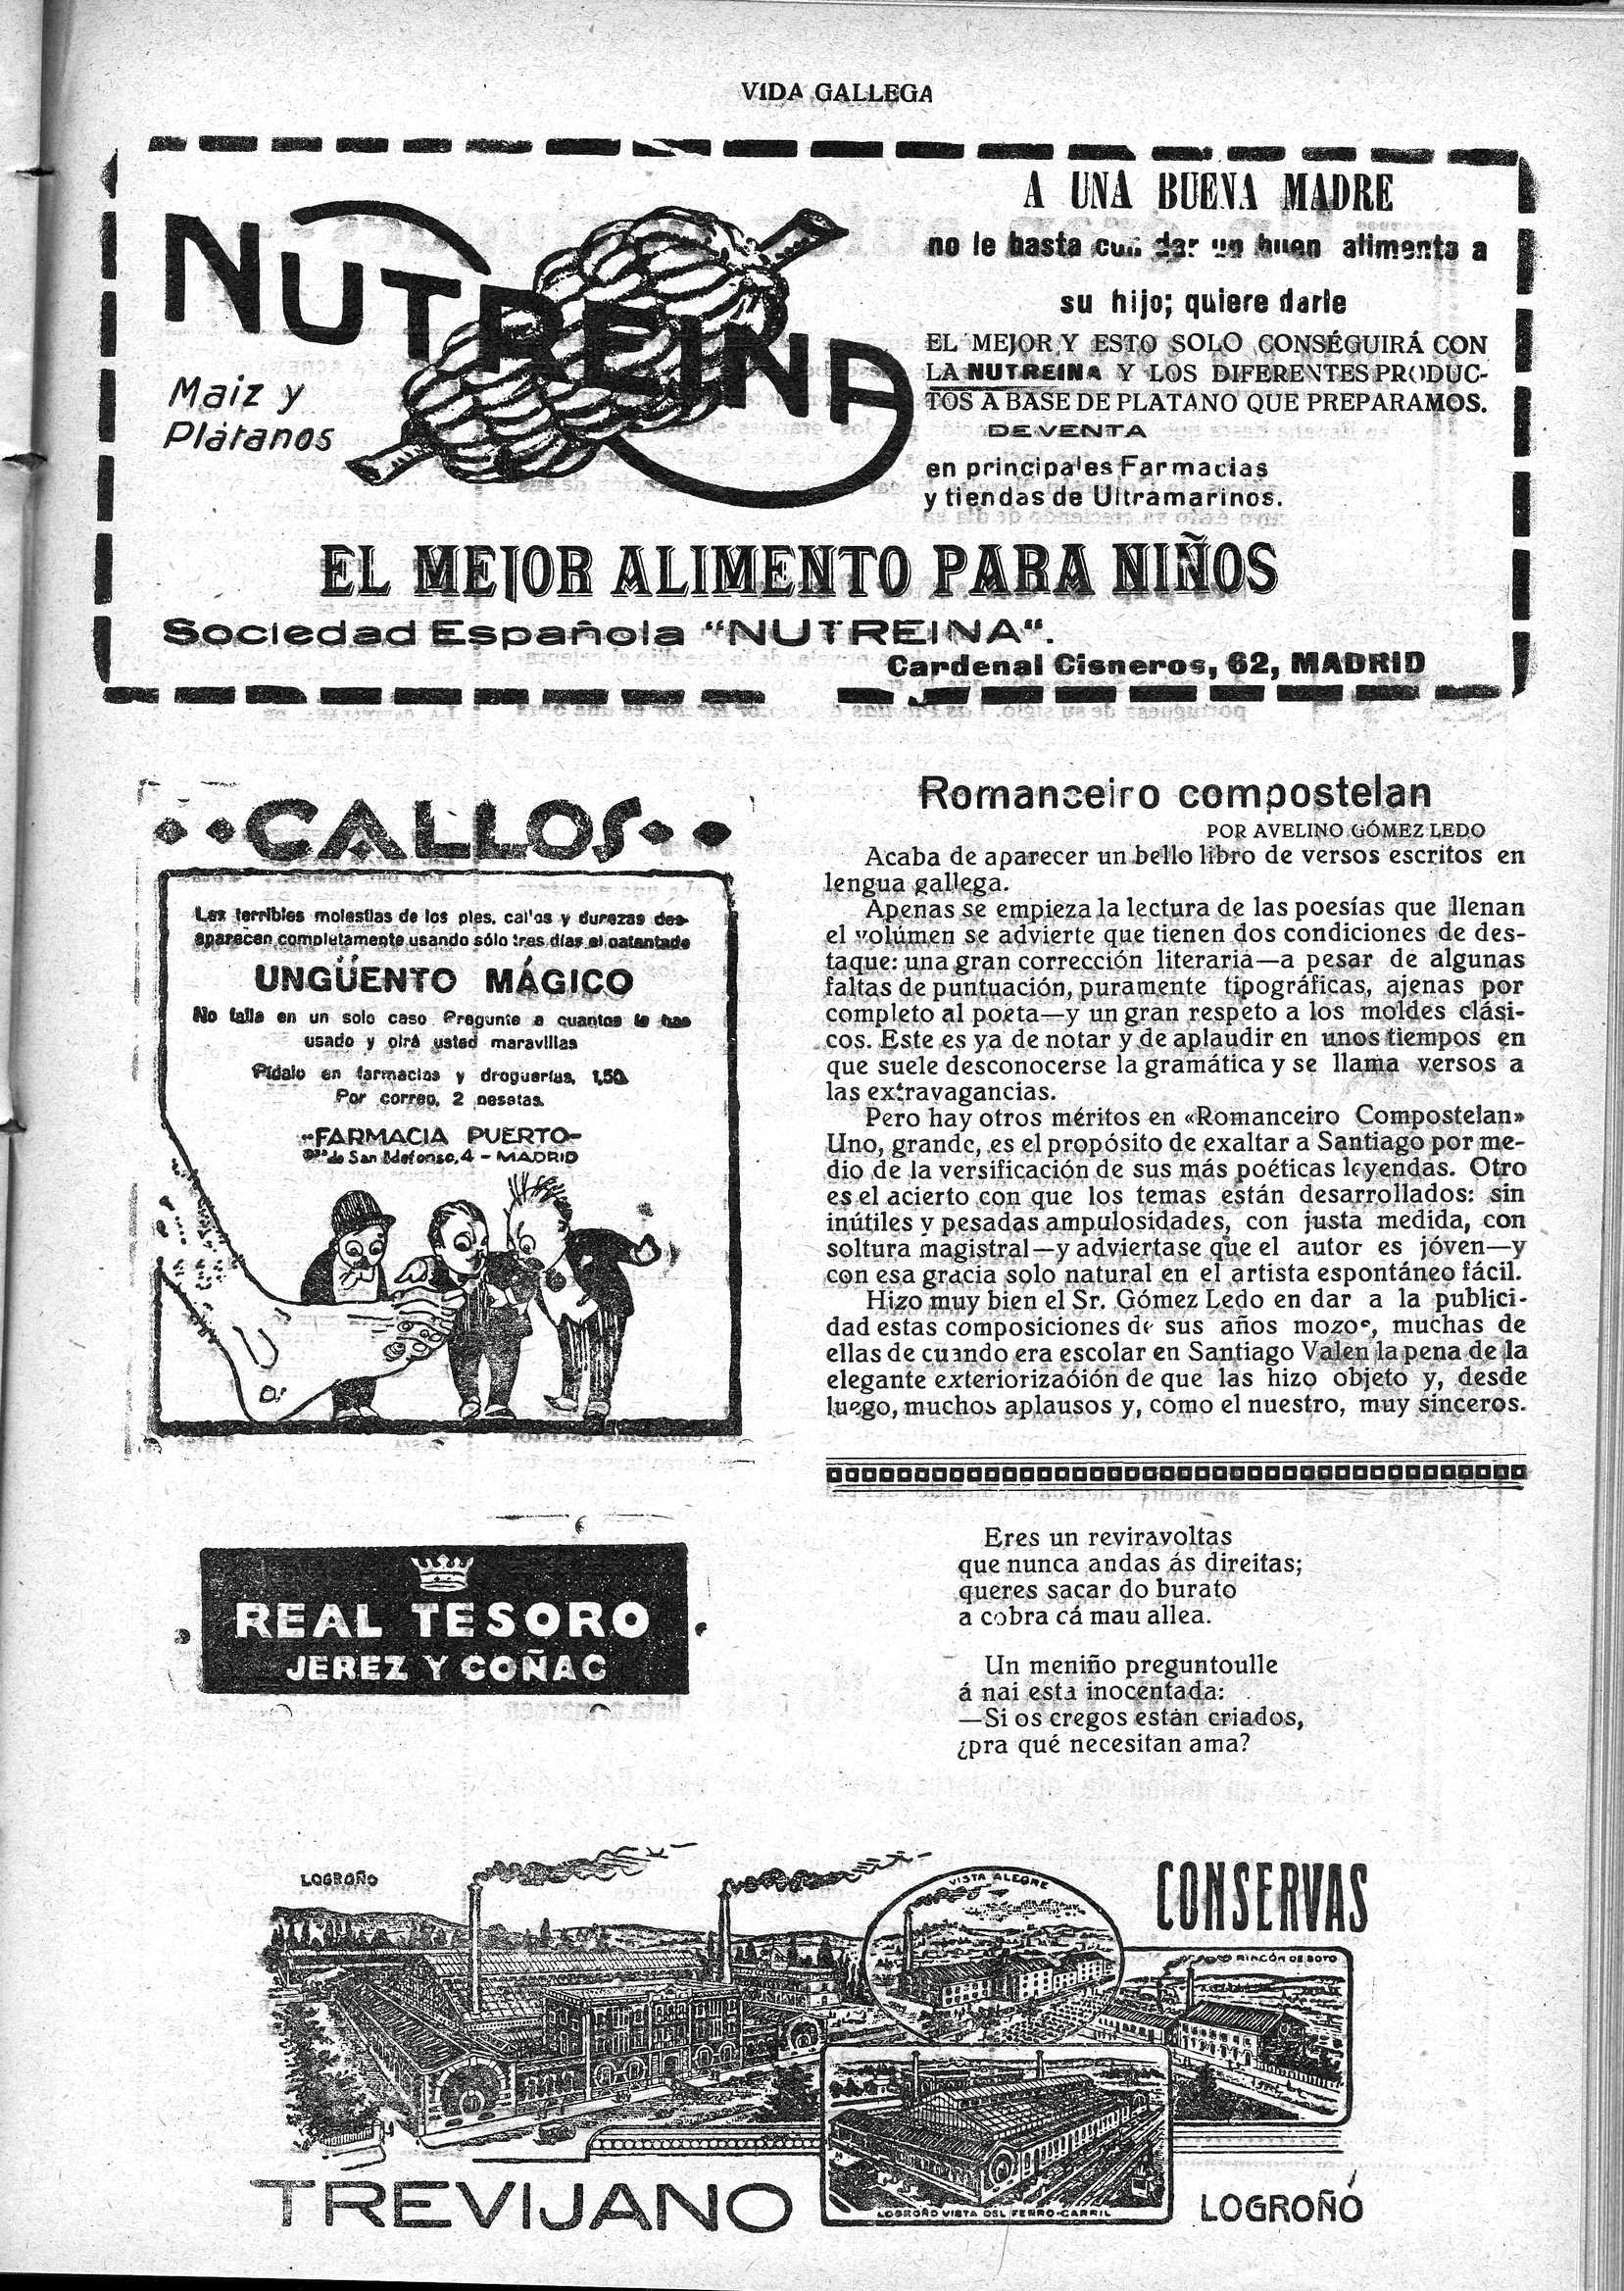 VIDA GALLEGA
NUTREINA
Maiz y
Plátanos
A UNA BUENA MADRE
no le basta con dar un buen alimento a
su hijo; quiere darle
EL MEJOR Y ESTO SOLO CONSÉGUIRÁ CON
LA NUTREINA Y LOS DIFERENTES PRODUC-
TOS A BASE DE PLATANO QUE PREPARAMOS.
DE VENTA
en principales Farmacias
y tiendas de Ultramarinos.
EL MEJOR ALIMENTO PARA NIÑOS
Sociedad Española "NUTREINA".
Cardenal Cisneros, 62, MADRID
CALLOS
Las terribles molestias de los pies, callos y durezas des-
aparecen completamente usando sólo tres días el patentado
UNGÜENTO MÁGICO
No falla en un solo caso Pregunte a cuantos lo han
usado y oirá usted maravillas
Pídalo en farmacias y droguerías, 1,50.
Por correo, 2 pesetas.
-FARMACIA PUERTO-
Pza de San Ildefonso, 4 - MADRID
REAL TESORO
JEREZ Y COÑAC
Romanceiro compostelan
POR AVELINO GÓMEZ LEDO
Acaba de aparecer un bello libro de versos escritos en
lengua gallega.
Apenas se empieza la lectura de las poesías que llenan
el volúmen se advierte que tienen dos condiciones de des-
taque: una gran corrección literaria—a pesar de algunas
faltas de puntuación, puramente tipográficas, ajenas por
completo al poeta—y un gran respeto a los moldes clási-
cos. Este es ya de notar y de aplaudir en unos tiempos en
que suele desconocerse la gramática y se llama versos a
las extravagancias.
Pero hay otros méritos en «Romanceiro Compostelan»
Uno, grande, es el propósito de exaltar a Santiago por me-
dio de la versificación de sus más poéticas leyendas. Otro
es el acierto con que los temas están desarrollados: sin
inútiles y pesadas ampulosidades, con justa medida, con
soltura magistral—y adviertase que el autor es jóven—y
con esa gracia solo natural en el artista espontáneo fácil.
Hizo muy bien el Sr. Gómez Ledo en dar a la publici-
dad estas composiciones de sus años mozos, muchas de
ellas de cuando era escolar en Santiago Valen la pena de la
elegante exteriorizaóión de que las hizo objeto y, desde
luego, muchos aplausos y, como el nuestro, muy sinceros.
Eres un reviravoltas
que nunca andas ás direitas;
queres sacar do burato
a cobra cá mau allea.
Un meniño preguntoulle
á nai esta inocentada:
—Si os cregos están criados,
¿pra qué necesitan ama?
LOGROÑO
VISTA ALEGRE
CONSERVAS
RINCÓN DE SOTO
LOGROÑO VISTA DEL FERRO-CARRIL
TREVIJANO
LOGROÑO